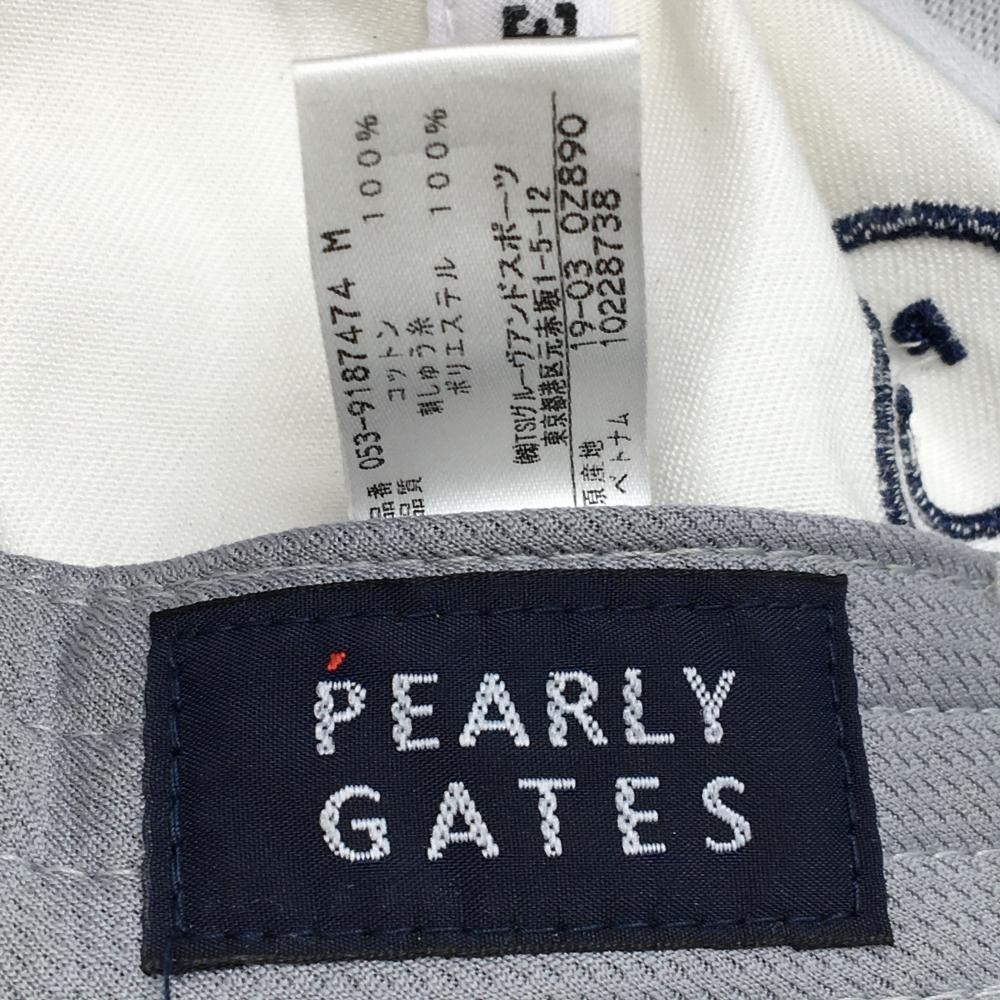 品番 053-9187474 M
品質 コットン 100%
刺しゅう糸
ポリエステル 100%
㈱TSIグルーヴアンドスポーツ
東京都港区元赤坂1-5-12
19-03 0Z890
原産地 10228738
ベトナム
PEARLY
GATES